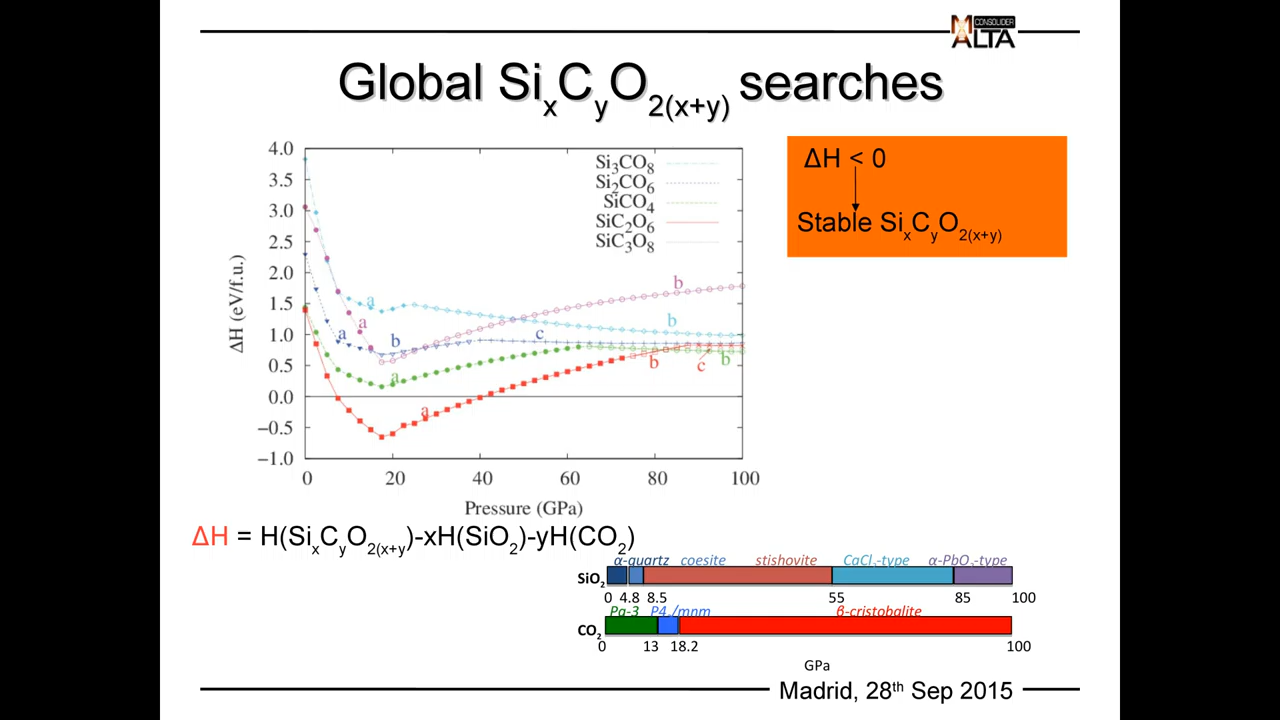 CONSOLIDER
MALTA
Global SiₓCᵧO₂₍ₓ₊ᵧ₎ searches
ΔH < 0
Stable SiₓCᵧO₂₍ₓ₊ᵧ₎
4.0
3.5
3.0
2.5
2.0
1.5
1.0
0.5
0.0
−0.5
−1.0
ΔH (eV/f.u.)
Si₃CO₈
Si₂CO₆
SiCO₄
SiC₂O₆
SiC₃O₈
a
a
a
b
c
b
b
a
a
b
c
b
0 20 40 60 80 100
Pressure (GPa)
ΔH = H(SiₓCᵧO₂₍ₓ₊ᵧ₎)-xH(SiO₂)-yH(CO₂)
α-quartz coesite stishovite CaCl₂-type α-PbO₂-type
SiO₂
0 4.8 8.5 55 85 100
Pa-3 P4₂/mnm β-cristobalite
CO₂
0 13 18.2 100
GPa
Madrid, 28th Sep 2015